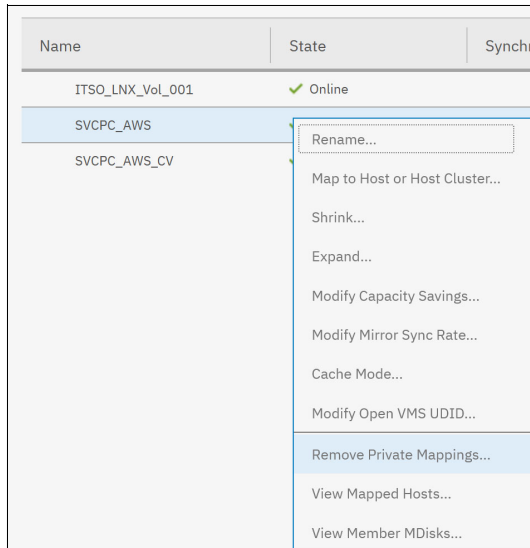 Name State Synchr
ITSO_LNX_Vol_001 Online
SVCPC_AWS
SVCPC_AWS_CV
Rename...
Map to Host or Host Cluster...
Shrink...
Expand...
Modify Capacity Savings...
Modify Mirror Sync Rate...
Cache Mode...
Modify Open VMS UDID...
Remove Private Mappings...
View Mapped Hosts...
View Member MDisks...